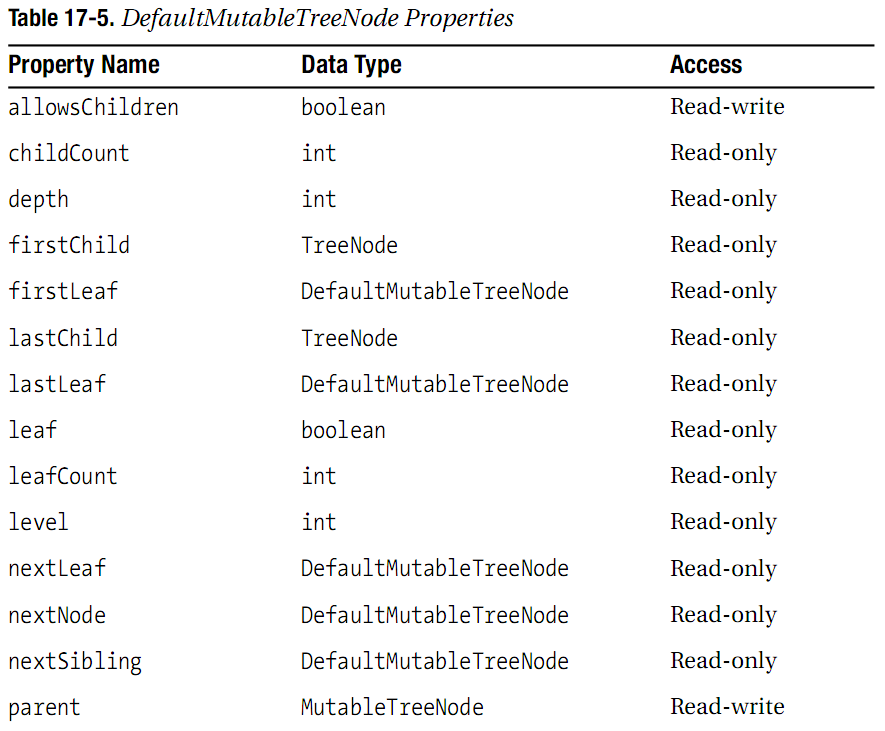 Table 17-5. DefaultMutableTreeNode Properties
Property Name Data Type Access
allowsChildren boolean Read-write
childCount int Read-only
depth int Read-only
firstChild TreeNode Read-only
firstLeaf DefaultMutableTreeNode Read-only
lastChild TreeNode Read-only
lastLeaf DefaultMutableTreeNode Read-only
leaf boolean Read-only
leafCount int Read-only
level int Read-only
nextLeaf DefaultMutableTreeNode Read-only
nextNode DefaultMutableTreeNode Read-only
nextSibling DefaultMutableTreeNode Read-only
parent MutableTreeNode Read-write